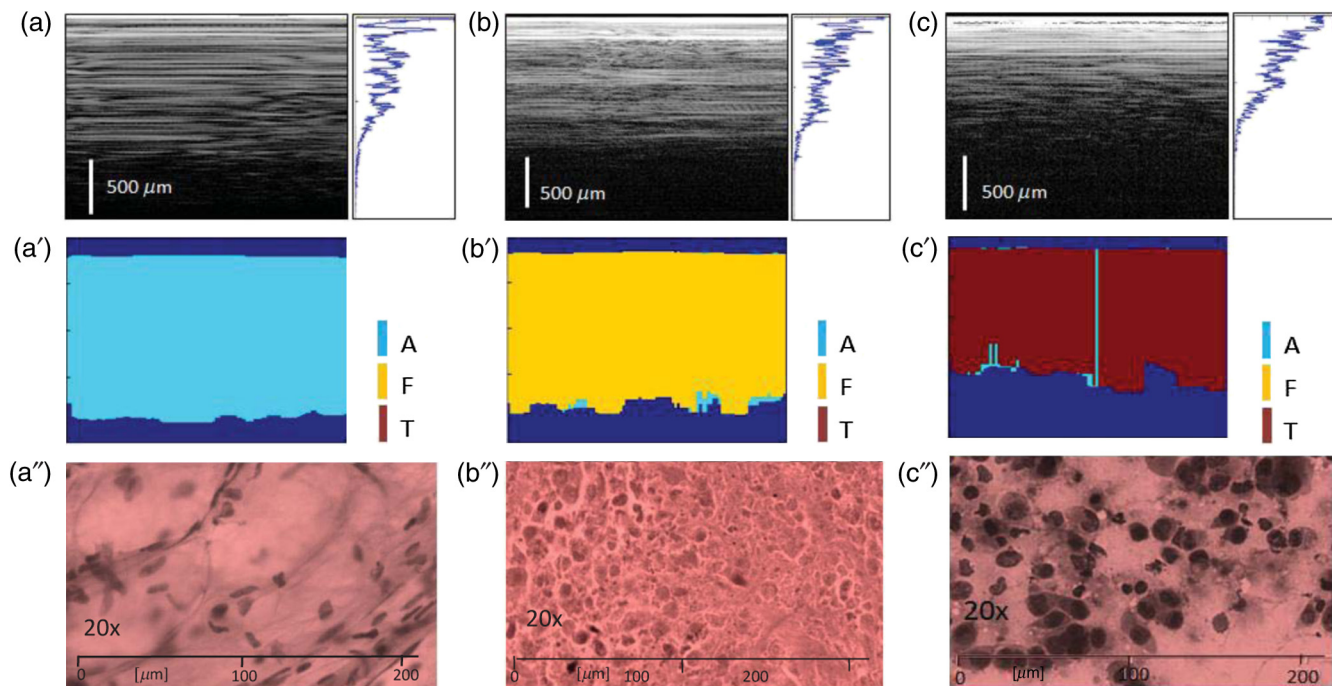 (a)
(b)
(c)
500 μm
500 μm
500 μm
(a′)
(b′)
(c′)
A
F
T
A
F
T
A
F
T
(a″)
(b″)
(c″)
20x
20x
20x
0 [μm] 100 200
0 [μm] 100 200
0 [μm] 100 200